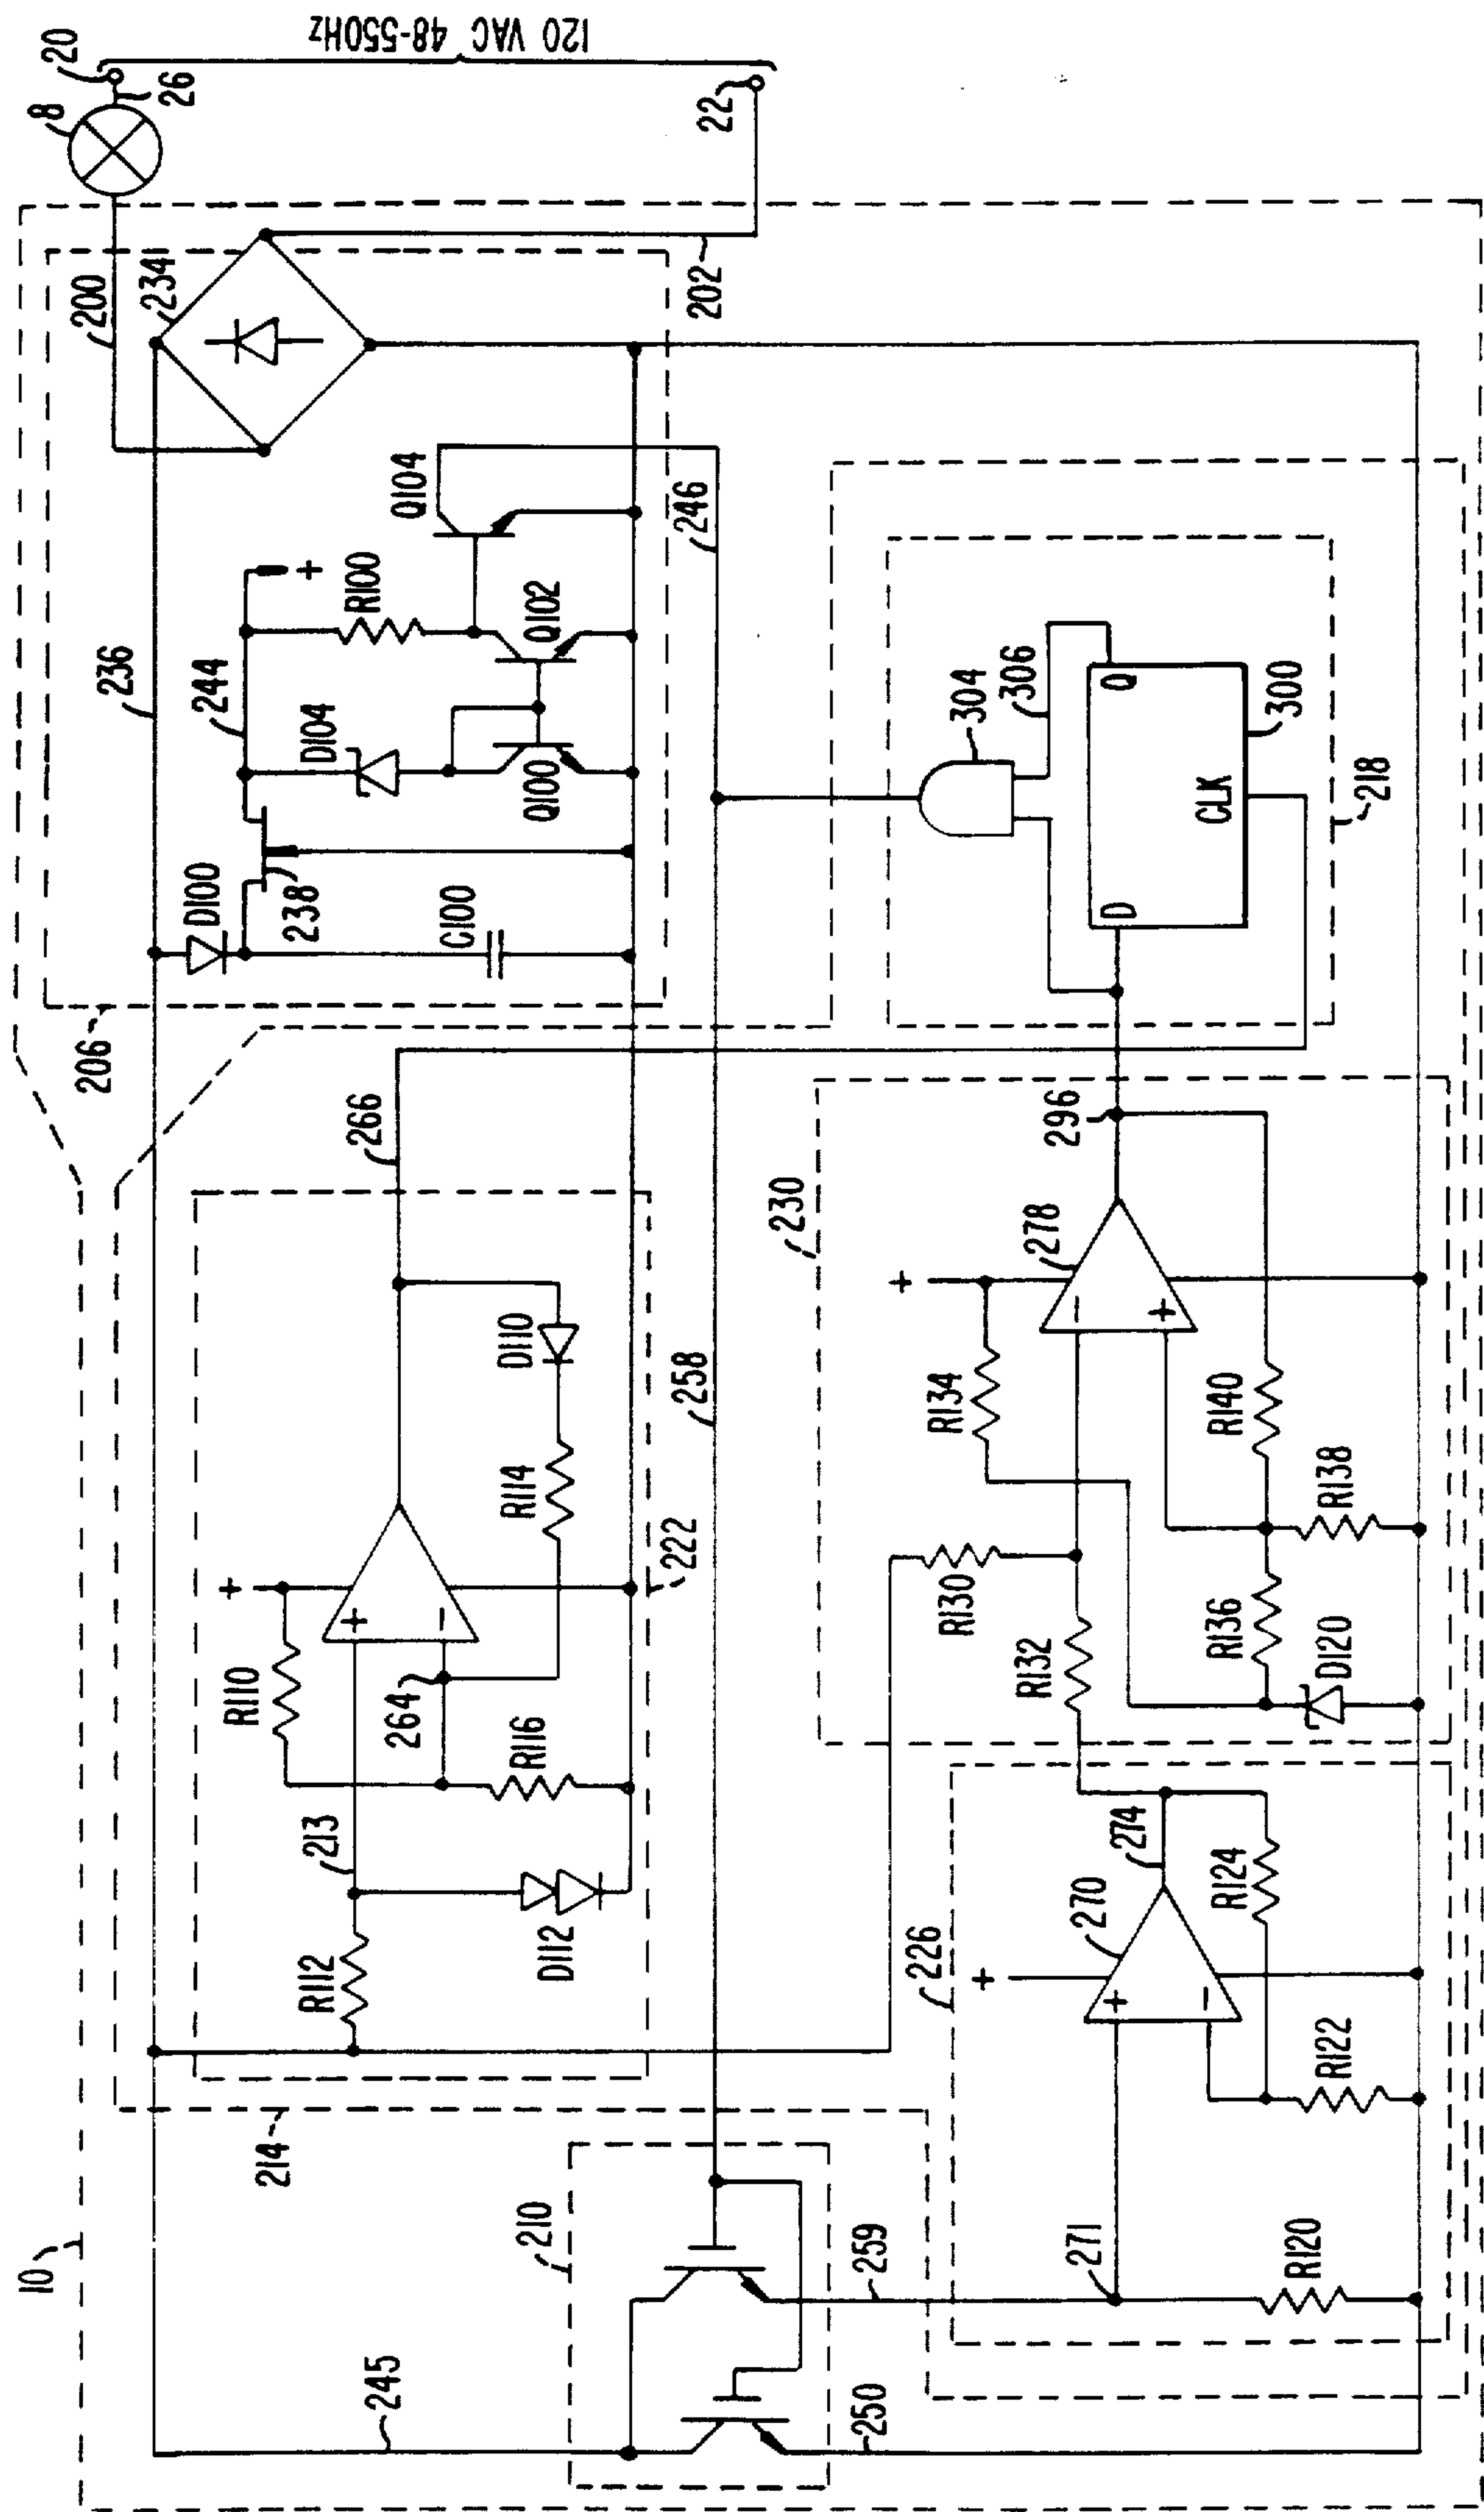 10
245
210
250
259
214
271
R120
R112
213
D112
R110
264
+
+
-
R116
R114
D110
222
266
258
226
+
270
+
-
274
R124
R122
R132
R130
230
+
278
-
+
R134
R136
D120
R138
R140
296
206
236
D100
238
C100
244
D104
Q100
Q102
R100
+
Q104
246
304
306
D
Q
CLK
300
218
200
234
202
8
26
20
22
120 VAC 48-550Hz